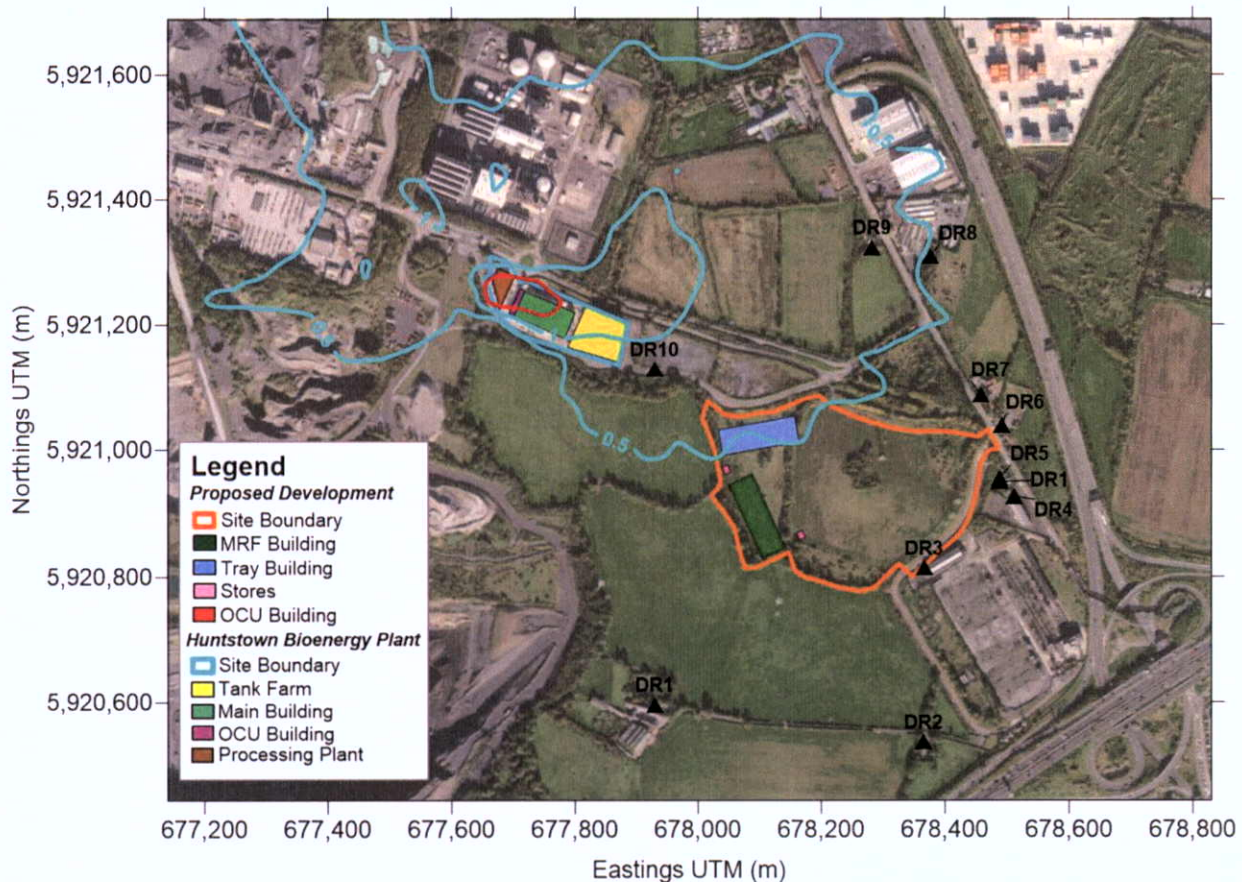 5,921,600
5,921,400
5,921,200
5,921,000
5,920,800
5,920,600
Northings UTM (m)
0.5
DR9
DR8
DR10
DR7
DR6
0.5
DR5
DR1
DR4
DR3
DR1
DR2
Legend
Proposed Development
Site Boundary
MRF Building
Tray Building
Stores
OCU Building
Huntstown Bioenergy Plant
Site Boundary
Tank Farm
Main Building
OCU Building
Processing Plant
677,200 677,400 677,600 677,800 678,000 678,200 678,400 678,600 678,800
Eastings UTM (m)